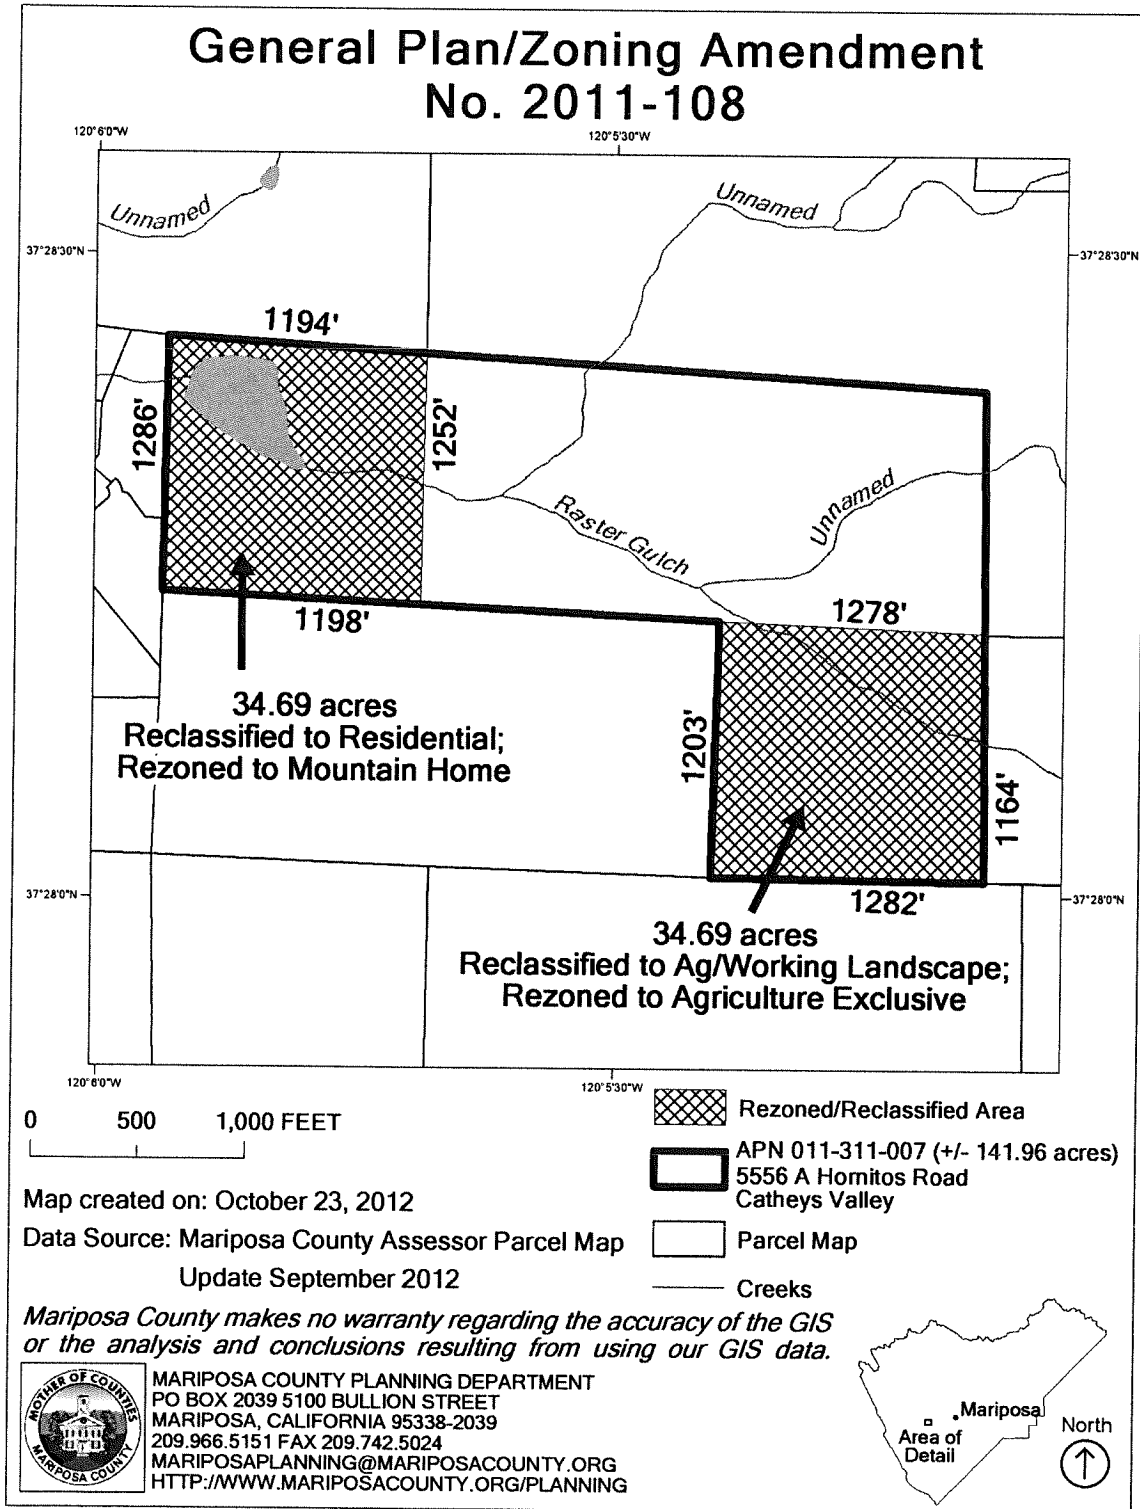 General Plan/Zoning Amendment
No. 2011-108
120°6'0"W
120°5'30"W
Unnamed
Unnamed
37°28'30"N
37°28'30"N
1194'
1286'
1252'
Unnamed
Raster Gulch
1198'
1278'
34.69 acres
Reclassified to Residential;
Rezoned to Mountain Home
1203'
1164'
37°28'0"N
37°28'0"N
1282'
34.69 acres
Reclassified to Ag/Working Landscape;
Rezoned to Agriculture Exclusive
120°6'0"W
120°5'30"W
0 500 1,000 FEET
Rezoned/Reclassified Area
APN 011-311-007 (+/- 141.96 acres)
5556 A Hornitos Road
Catheys Valley
Map created on: October 23, 2012
Data Source: Mariposa County Assessor Parcel Map
Update September 2012
Parcel Map
Creeks
Mariposa County makes no warranty regarding the accuracy of the GIS
or the analysis and conclusions resulting from using our GIS data.
MOTHER OF COUNTIES
MARIPOSA COUNTY
MARIPOSA COUNTY PLANNING DEPARTMENT
PO BOX 2039 5100 BULLION STREET
MARIPOSA, CALIFORNIA 95338-2039
209.966.5151 FAX 209.742.5024
MARIPOSAPLANNING@MARIPOSACOUNTY.ORG
HTTP://WWW.MARIPOSACOUNTY.ORG/PLANNING
Mariposa
Area of
Detail
North